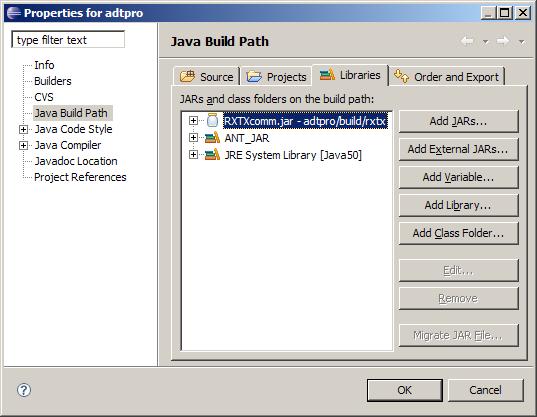 Properties for adtpro
type filter text
Info
Builders
CVS
Java Build Path
Java Code Style
Java Compiler
Javadoc Location
Project References
Java Build Path
Source
Projects
Libraries
Order and Export
JARs and class folders on the build path:
RXTXcomm.jar - adtpro/build/rxtx
ANT_JAR
JRE System Library [Java50]
Add JARs...
Add External JARs...
Add Variable...
Add Library...
Add Class Folder...
Edit...
Remove
Migrate JAR File...
?
OK
Cancel